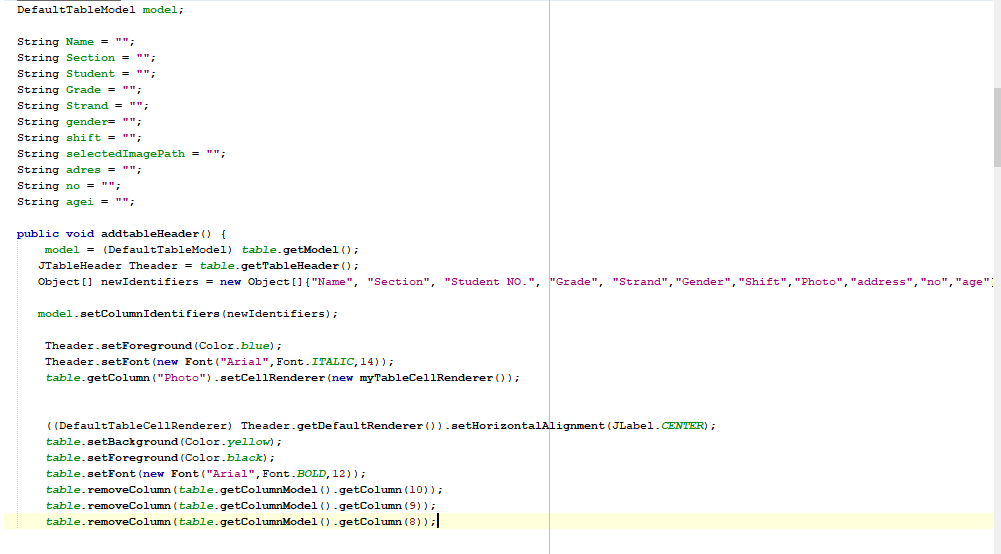 DefaultTableModel model;
String Name = "";
String Section = "";
String Student = "";
String Grade = "";
String Strand = "";
String gender= "";
String shift = "";
String selectedImagePath = "";
String adres = "";
String no = "";
String agei = "";
public void addtableHeader() {
model = (DefaultTableModel) table.getModel();
JTableHeader Theader = table.getTableHeader();
Object[] newIdentifiers = new Object[]{"Name", "Section", "Student NO.", "Grade", "Strand","Gender","Shift","Photo","address","no","age"}
model.setColumnIdentifiers(newIdentifiers);
Theader.setForeground(Color.blue);
Theader.setFont(new Font("Arial",Font.ITALIC,14));
table.getColumn("Photo").setCellRenderer(new myTableCellRenderer());
((DefaultTableCellRenderer) Theader.getDefaultRenderer()).setHorizontalAlignment(JLabel.CENTER);
table.setBackground(Color.yellow);
table.setForeground(Color.black);
table.setFont(new Font("Arial",Font.BOLD,12));
table.removeColumn(table.getColumnModel().getColumn(10));
table.removeColumn(table.getColumnModel().getColumn(9));
table.removeColumn(table.getColumnModel().getColumn(8));